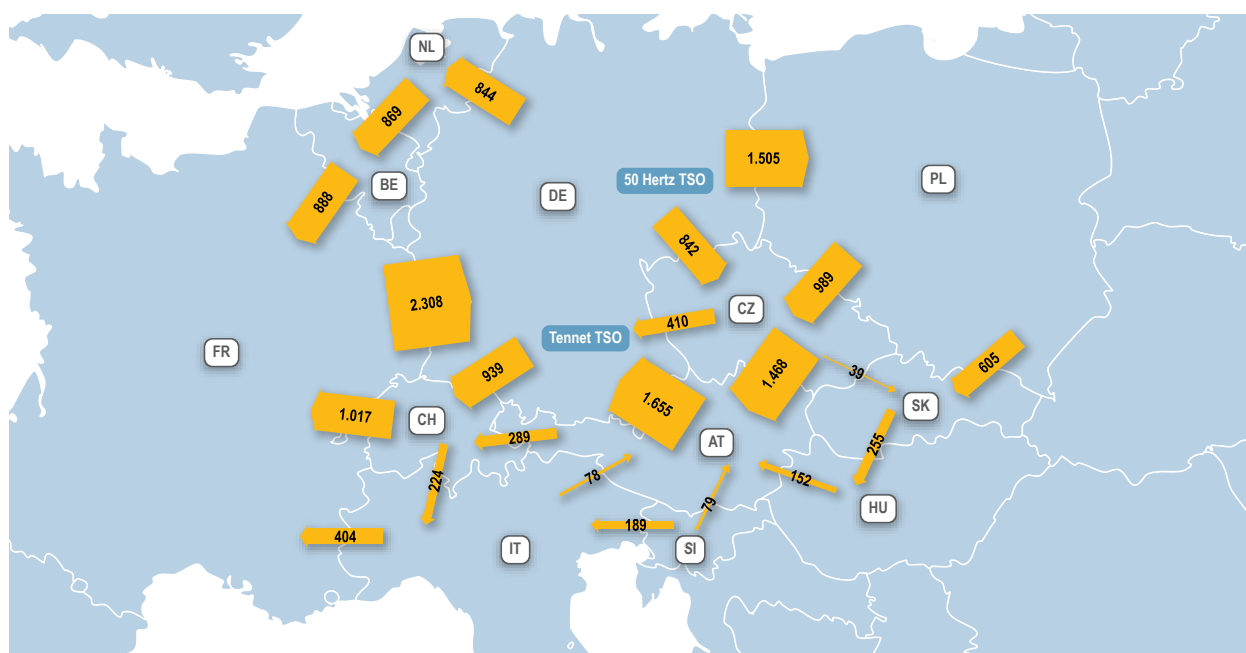 NL
844
869
1.505
50 Hertz TSO
PL
BE
DE
888
842
989
2.308
CZ
410
Tennet TSO
FR
939
1.468
39
605
1.655
SK
1.017
CH
289
AT
255
224
78
152
79
HU
189
404
IT
SI